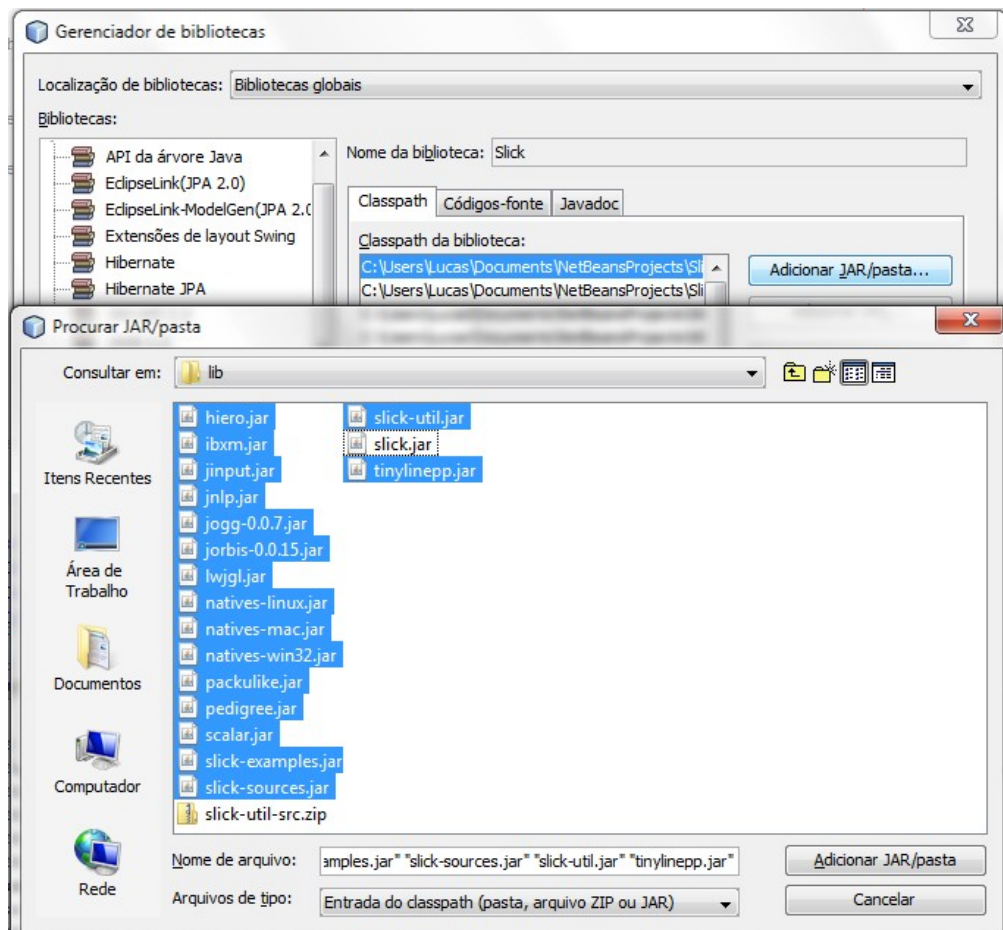 Gerenciador de bibliotecas
Localização de bibliotecas: Bibliotecas globais
Bibliotecas:
API da árvore Java
EclipseLink(JPA 2.0)
EclipseLink-ModelGen(JPA 2.0
Extensões de layout Swing
Hibernate
Hibernate JPA
Nome da biblioteca: Slick
Classpath Códigos-fonte Javadoc
Classpath da biblioteca:
C:\Users\Lucas\Documents\NetBeansProjects\Sli
C:\Users\Lucas\Documents\NetBeansProjects\Sli
Adicionar JAR/pasta...
Procurar JAR/pasta
Consultar em: lib
Itens Recentes
Área de
Trabalho
Documentos
Computador
Rede
hiero.jar
ibxm.jar
jinput.jar
jnlp.jar
jogg-0.0.7.jar
jorbis-0.0.15.jar
lwjgl.jar
natives-linux.jar
natives-mac.jar
natives-win32.jar
packulike.jar
pedigree.jar
scalar.jar
slick-examples.jar
slick-sources.jar
slick-util-src.zip
slick-util.jar
slick.jar
tinylinepp.jar
Nome de arquivo: amples.jar" "slick-sources.jar" "slick-util.jar" "tinylinepp.jar"
Adicionar JAR/pasta
Arquivos de tipo: Entrada do classpath (pasta, arquivo ZIP ou JAR)
Cancelar